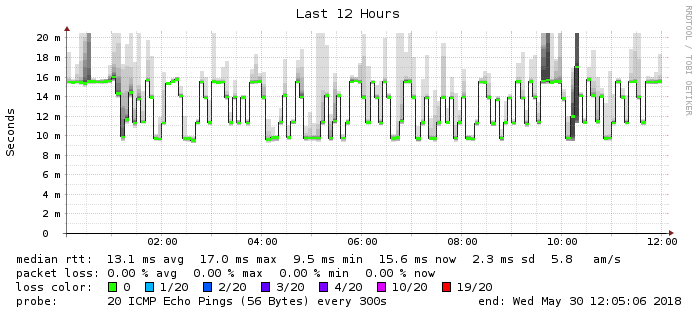 Last 12 Hours
RRDTOOL / TOBI OETIKER
Seconds
20 m
18 m
16 m
14 m
12 m
10 m
8 m
6 m
4 m
2 m
0
02:00 04:00 06:00 08:00 10:00 12:00
median rtt: 13.1 ms avg 17.0 ms max 9.5 ms min 15.6 ms now 2.3 ms sd 5.8 am/s
packet loss: 0.00 % avg 0.00 % max 0.00 % min 0.00 % now
loss color: 0 1/20 2/20 3/20 4/20 10/20 19/20
probe: 20 ICMP Echo Pings (56 Bytes) every 300s end: Wed May 30 12:05:06 2018